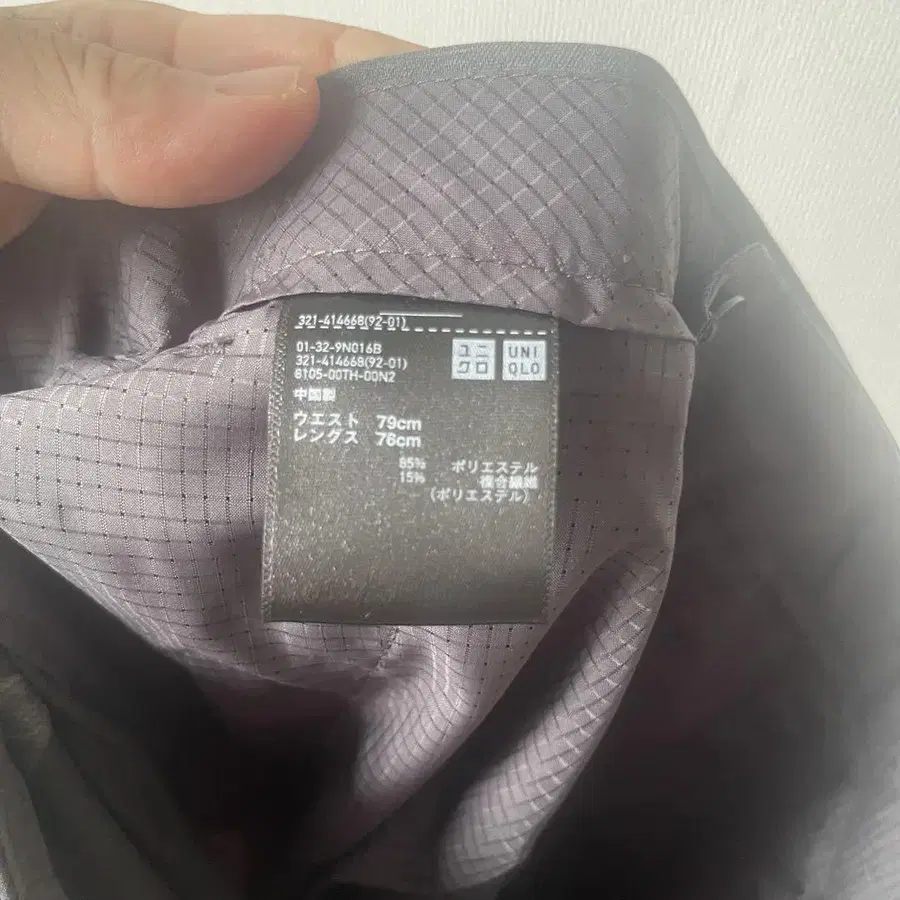 321-414668(92-01)
01-32-9N016B
321-414668(92-01)
8105-00TH-00N2
ユニクロ
UNIQLO
中国製
ウエスト 79cm
レングス 76cm
85% ポリエステル
15% 複合繊維
(ポリエステル)